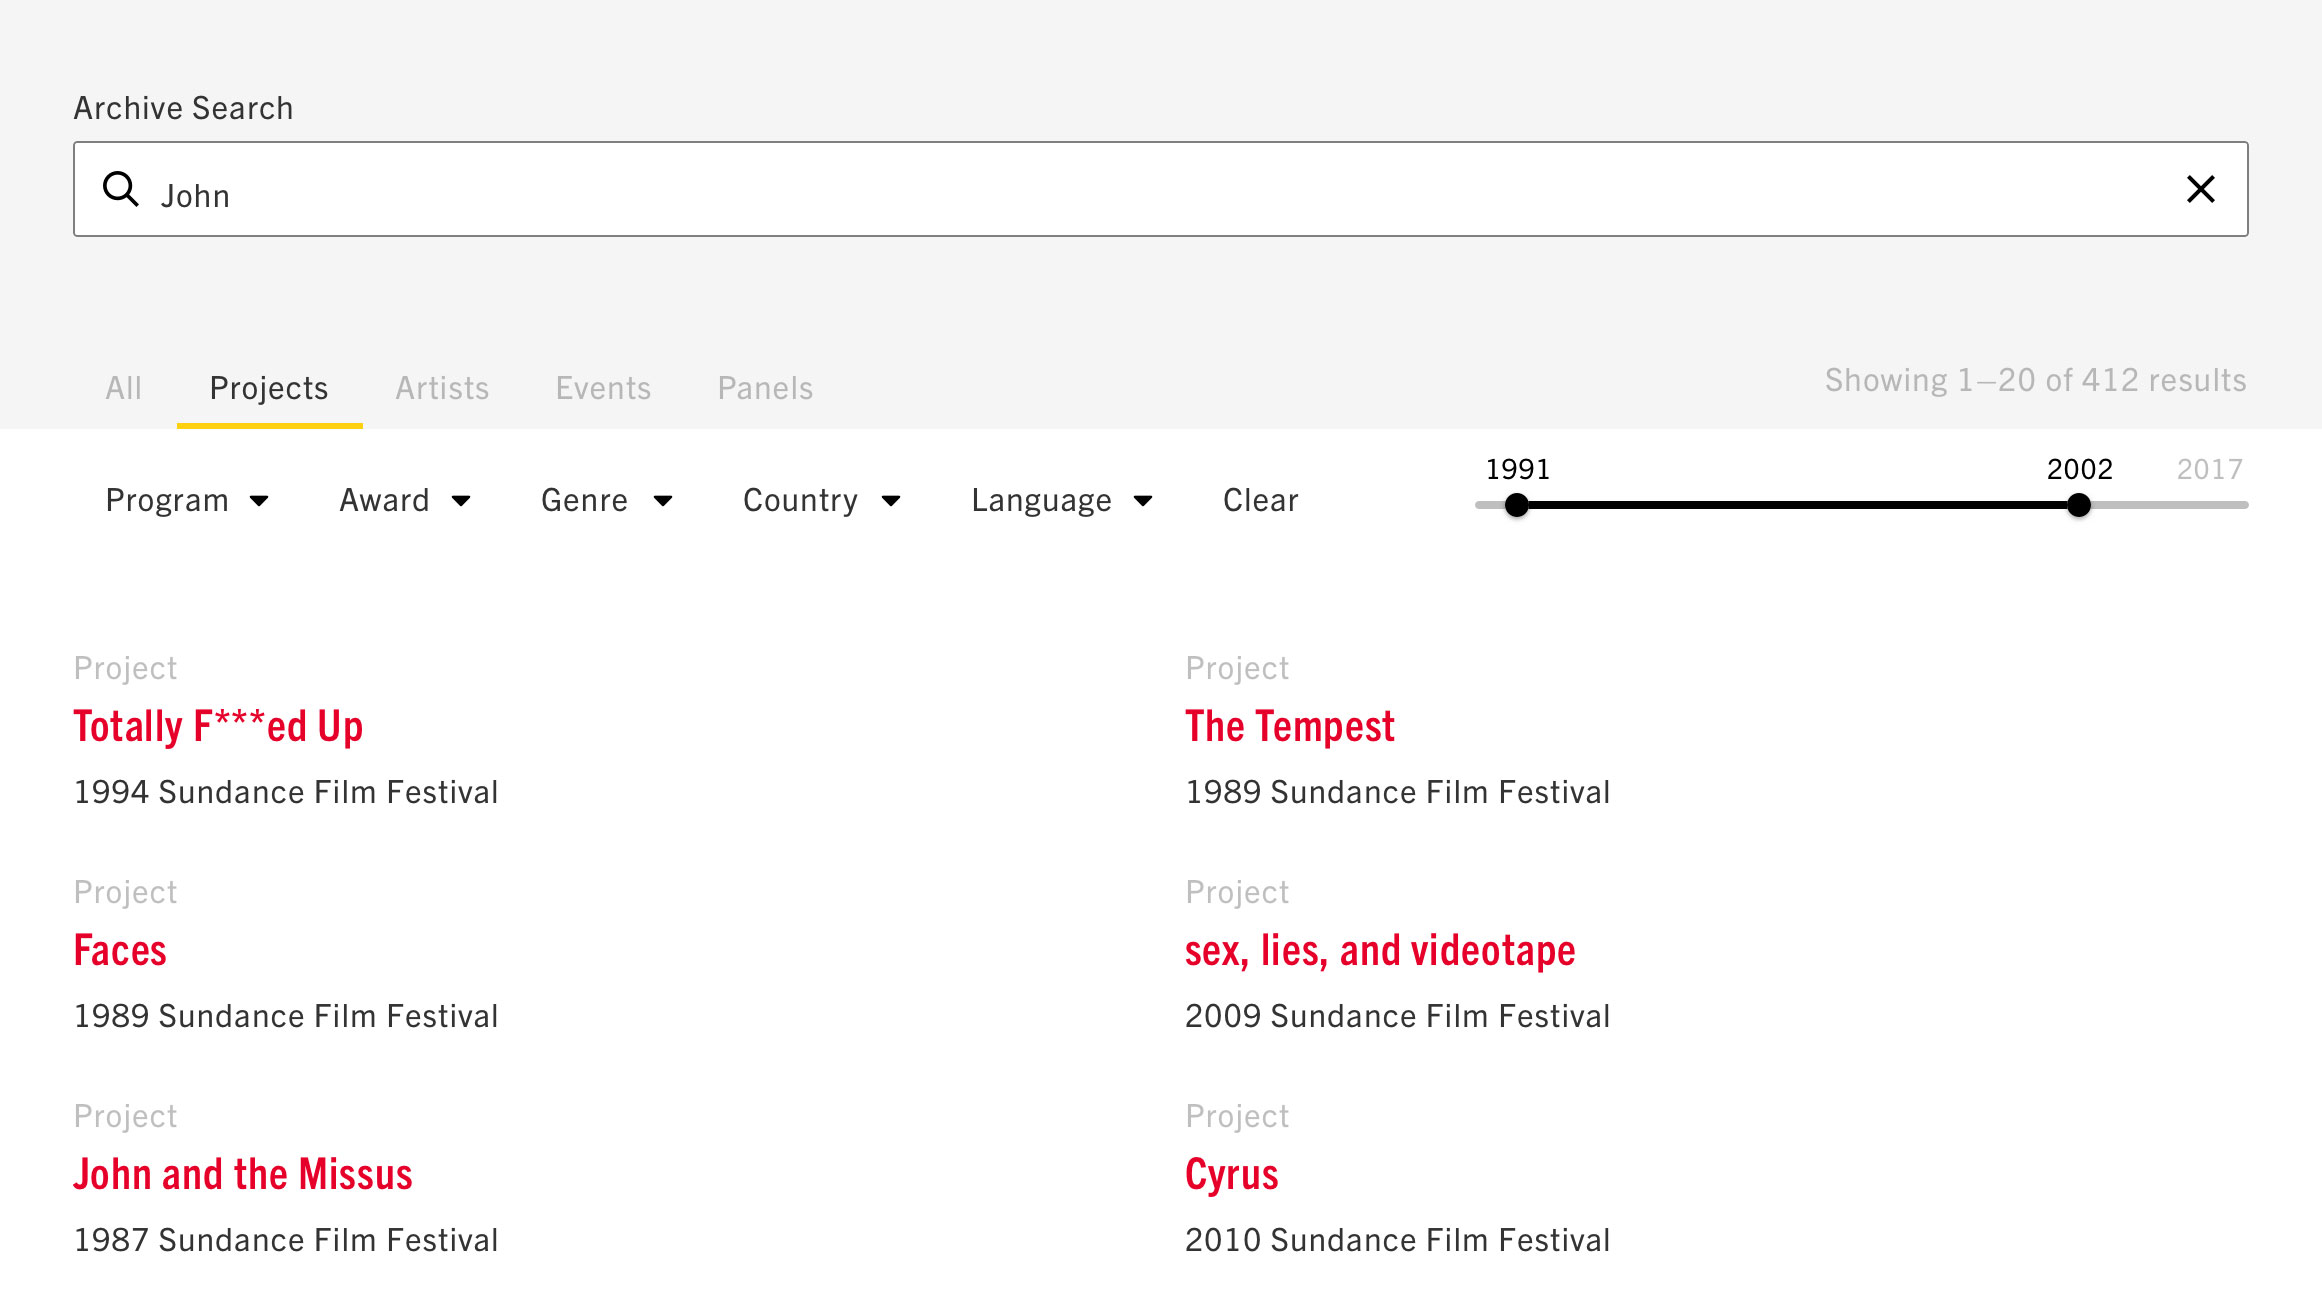 Archive Search
John
All Projects Artists Events Panels
Showing 1–20 of 412 results
1991 2002 2017
Program Award Genre Country Language Clear
Project
Totally F***ed Up
1994 Sundance Film Festival
Project
The Tempest
1989 Sundance Film Festival
Project
Faces
1989 Sundance Film Festival
Project
sex, lies, and videotape
2009 Sundance Film Festival
Project
John and the Missus
1987 Sundance Film Festival
Project
Cyrus
2010 Sundance Film Festival